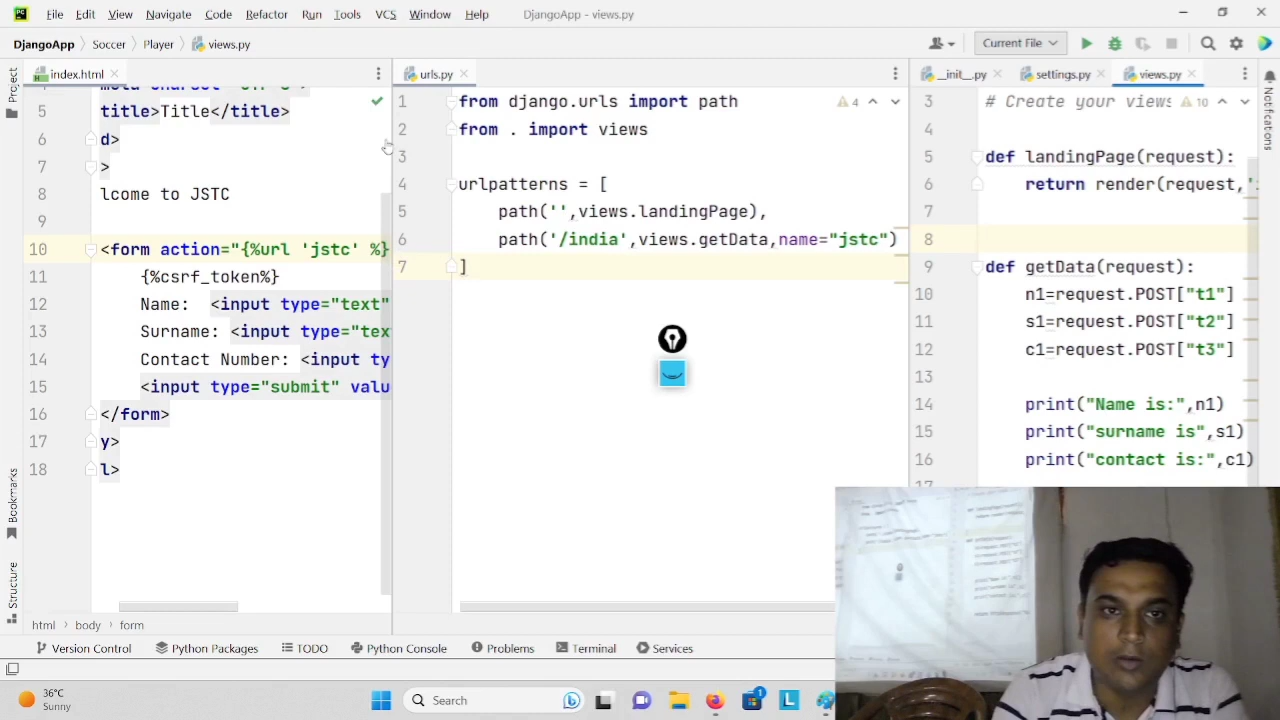 File Edit View Navigate Code Refactor Run Tools VCS Window Help DjangoApp - views.py
DjangoApp Soccer Player views.py Current File
Project
index.html
5 title>Title</title>
6 d>
7 >
8 lcome to JSTC
9
10 <form action="{%url 'jstc' %}
11 {%csrf_token%}
12 Name: <input type="text"
13 Surname: <input type="tex
14 Contact Number: <input ty
15 <input type="submit" valu
16 </form>
17 y>
18 l>
html body form
urls.py
1 from django.urls import path
4
2 from . import views
3
4 urlpatterns = [
5 path('',views.landingPage),
6 path('/india',views.getData,name="jstc")
7 ]
__init__.py settings.py views.py
3 # Create your views
10
4
5 def landingPage(request):
6 return render(request,'
7
8
9 def getData(request):
10 n1=request.POST["t1"]
11 s1=request.POST["t2"]
12 c1=request.POST["t3"]
13
14 print("Name is:",n1)
15 print("surname is",s1)
16 print("contact is:",c1)
17
Notifications
Bookmarks
Structure
Version Control Python Packages TODO Python Console Problems Terminal Services
36°C
Sunny
Search
1